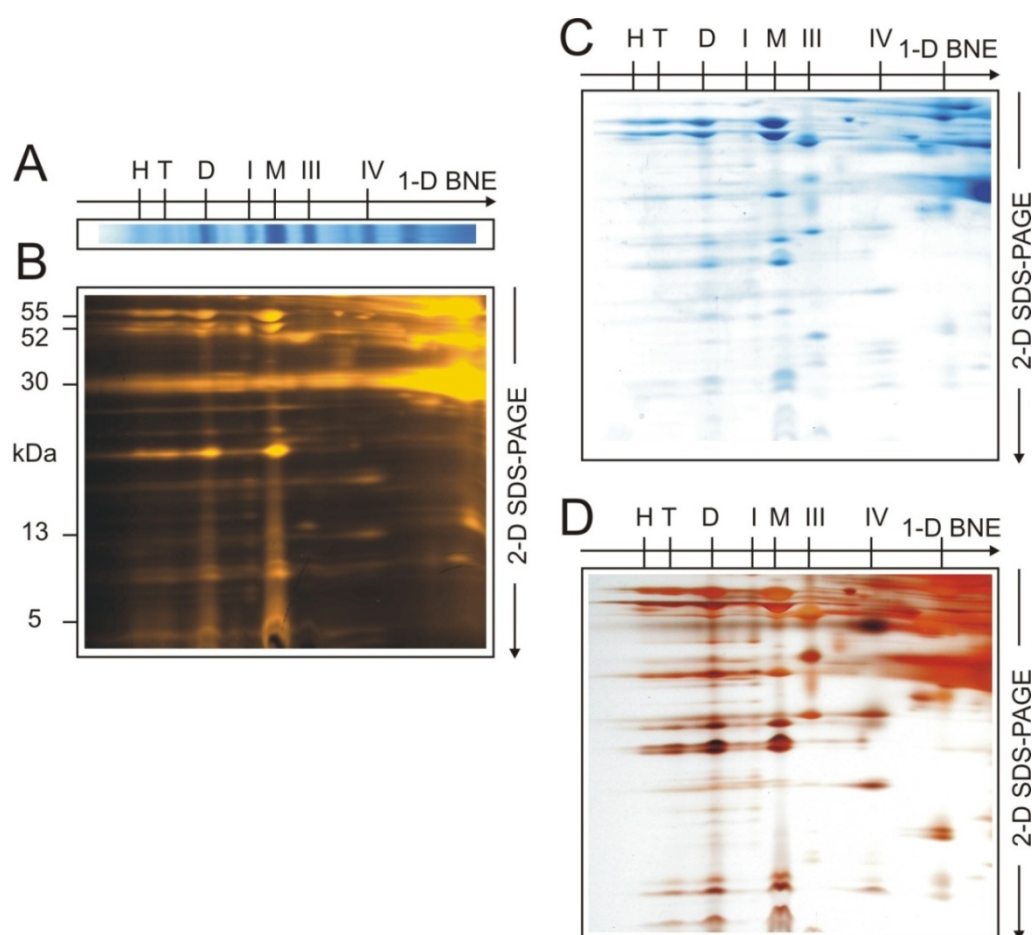 A
H T D I M III IV 1-D BNE
B
55
52
30
kDa
13
5
2-D SDS-PAGE
C
H T D I M III IV 1-D BNE
2-D SDS-PAGE
D
H T D I M III IV 1-D BNE
2-D SDS-PAGE